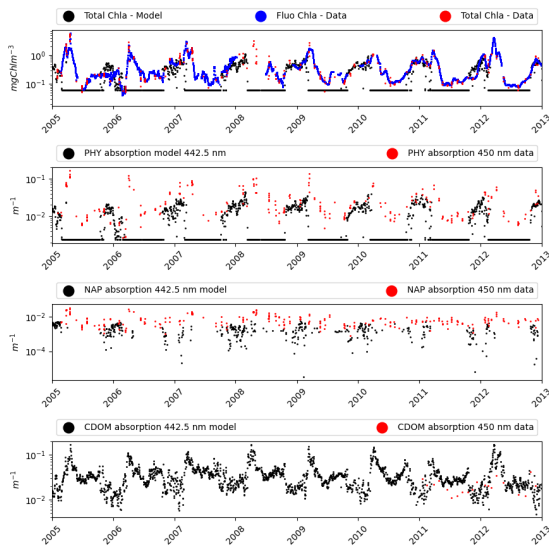 Total Chla - Model Fluo Chla - Data Total Chla - Data
mgChlm⁻³
10⁰
10⁻¹
2005 2006 2007 2008 2009 2010 2011 2012 2013
PHY absorption model 442.5 nm PHY absorption 450 nm data
m⁻¹
10⁻¹
10⁻²
2005 2006 2007 2008 2009 2010 2011 2012 2013
NAP absorption 442.5 nm model NAP absorption 450 nm data
m⁻¹
10⁻²
10⁻⁴
2005 2006 2007 2008 2009 2010 2011 2012 2013
CDOM absorption 442.5 nm model CDOM absorption 450 nm data
m⁻¹
10⁻¹
10⁻²
2005 2006 2007 2008 2009 2010 2011 2012 2013